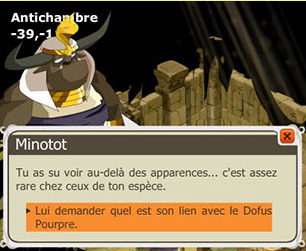 Antichambre
-39,-1
Minotot
Tu as su voir au-delà des apparences... c'est assez
rare chez ceux de ton espèce.
Lui demander quel est son lien avec le Dofus
Pourpre.